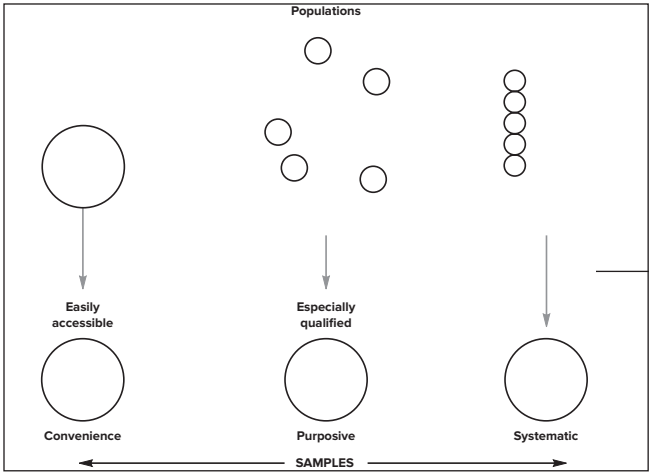 Populations
Easily
accessible
Especially
qualified
Convenience
Purposive
Systematic
SAMPLES